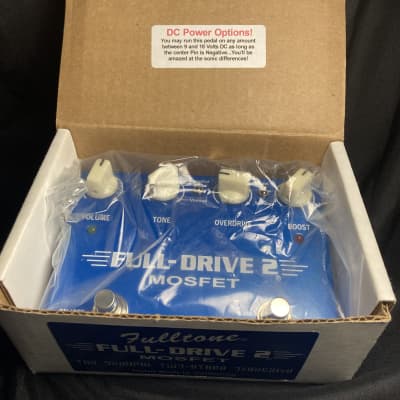 DC Power Options!
You may run this pedal on any amount
between 9 and 16 Volts DC as long as
the center Pin is Negative...You'll be
amazed at the sonic differences!
VOLUME
TONE
OVERDRIVE
BOOST
FULL-DRIVE 2
MOSFET
Fulltone
FULL-DRIVE 2
MOSFET